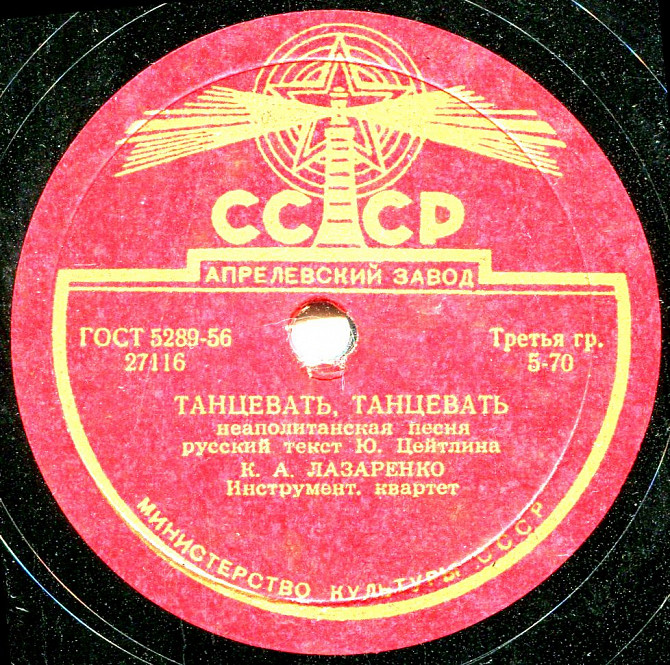 СССР
АПРЕЛЕВСКИЙ ЗАВОД
ГОСТ 5289-56
27116
Третья гр.
5-70
ТАНЦЕВАТЬ, ТАНЦЕВАТЬ
неаполитанская песня
русский текст Ю. Цейтлина
К. А. ЛАЗАРЕНКО
Инструмент. квартет
МИНИСТЕРСТВО КУЛЬТУРЫ СССР